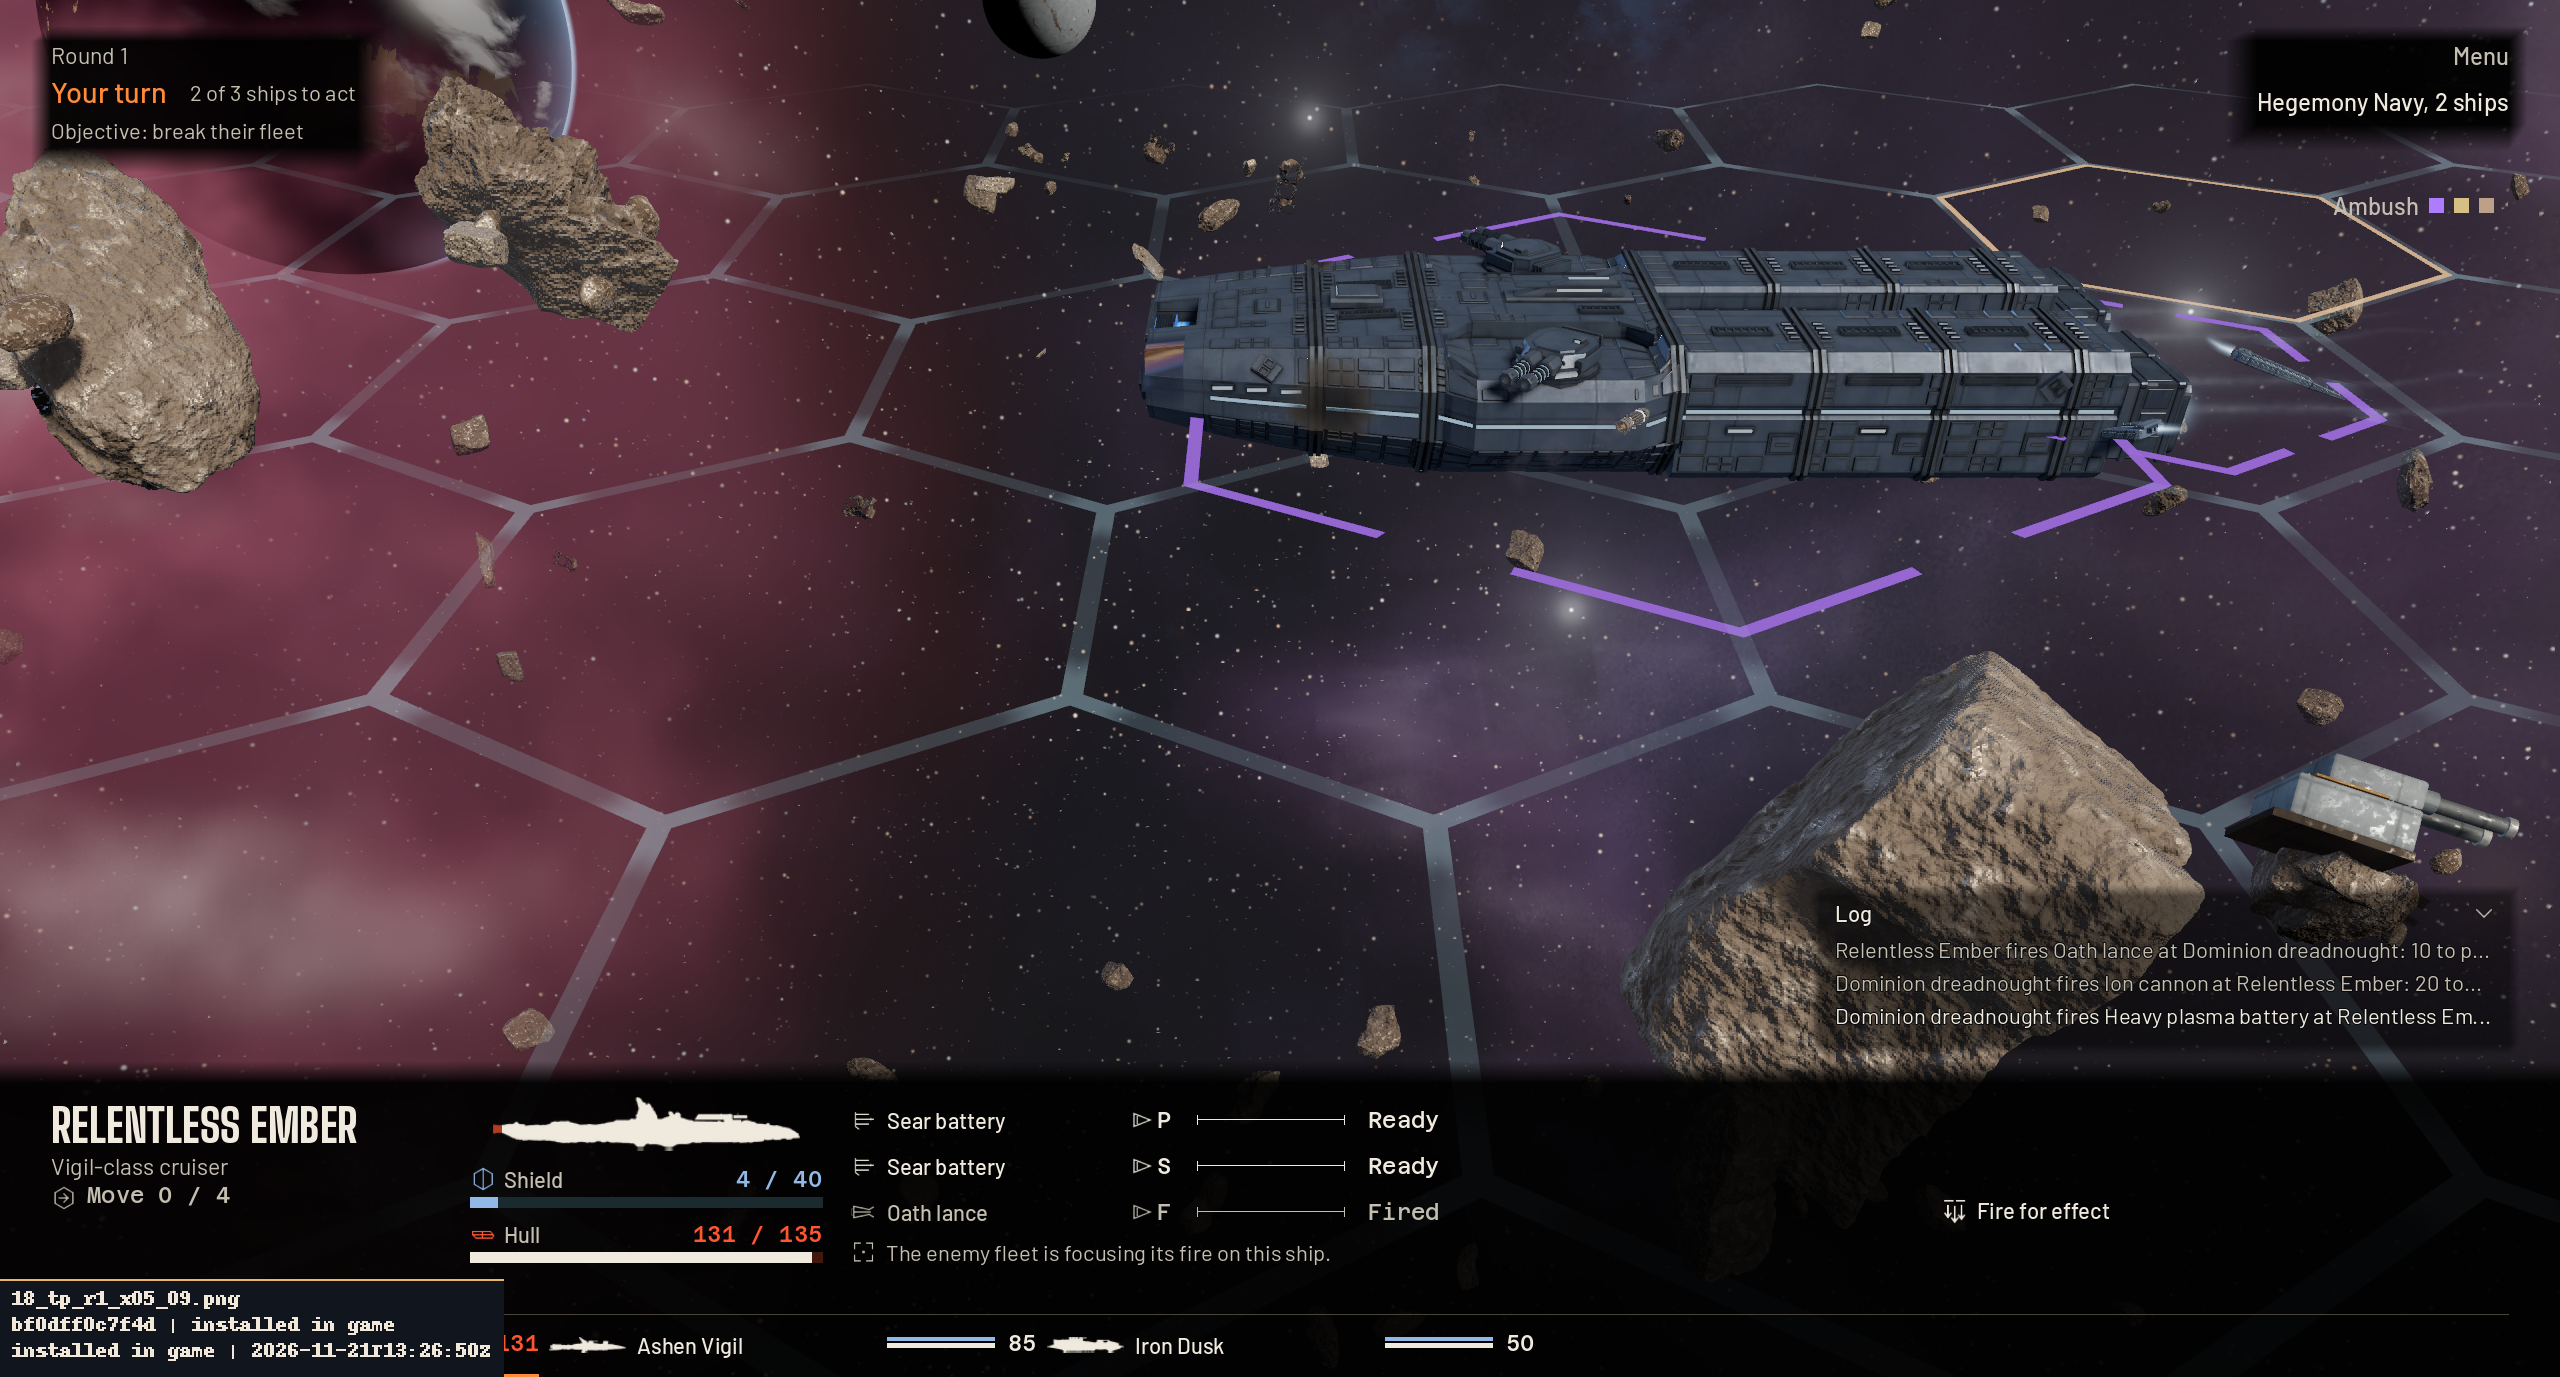 Round 1
Your turn 2 of 3 ships to act
Objective: break their fleet
Menu
Hegemony Navy, 2 ships
Ambush
Log
Relentless Ember fires Oath lance at Dominion dreadnought: 10 to p...
Dominion dreadnought fires Ion cannon at Relentless Ember: 20 to...
Dominion dreadnought fires Heavy plasma battery at Relentless Em...
RELENTLESS EMBER
Vigil-class cruiser
Move 0 / 4
Shield 4 / 40
Hull 131 / 135
Sear battery P Ready
Sear battery S Ready
Oath lance F Fired
The enemy fleet is focusing its fire on this ship.
Fire for effect
18_tp_r1_x05_09.png
bf0dff0c7f4d | installed in game
installed in game | 2026-11-21T13:26:50Z
131 Ashen Vigil 85 Iron Dusk 50